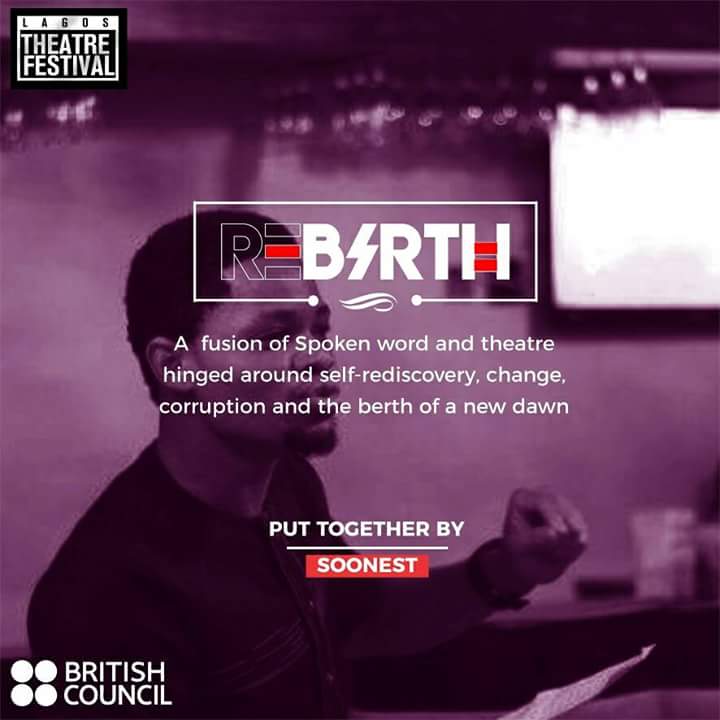 LAGOS
THEATRE
FESTIVAL
REBIRTH
A fusion of Spoken word and theatre
hinged around self-rediscovery, change,
corruption and the berth of a new dawn
PUT TOGETHER BY
SOONEST
BRITISH
COUNCIL